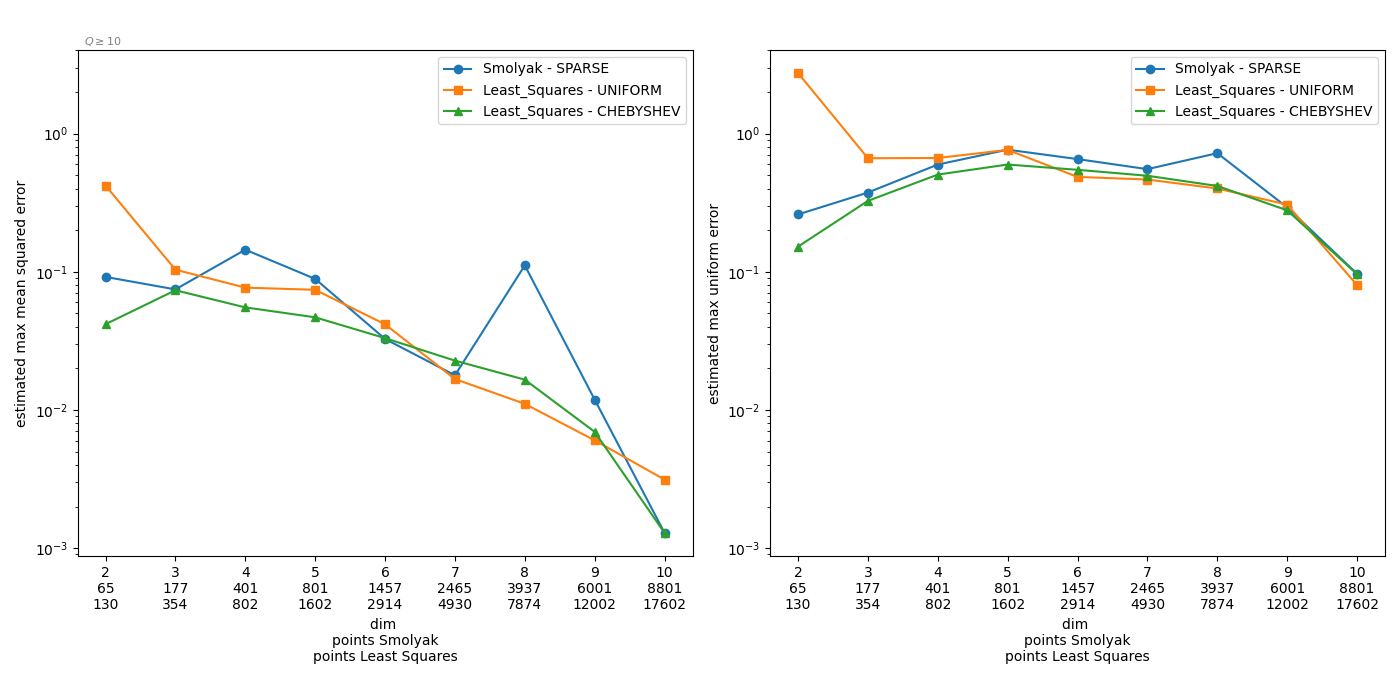 Q ≥ 10
estimated max mean squared error
10^0
10^-1
10^-2
10^-3
Smolyak - SPARSE
Least_Squares - UNIFORM
Least_Squares - CHEBYSHEV
2 3 4 5 6 7 8 9 10
65 177 401 801 1457 2465 3937 6001 8801
130 354 802 1602 2914 4930 7874 12002 17602
dim
points Smolyak
points Least Squares
estimated max uniform error
10^0
10^-1
10^-2
10^-3
Smolyak - SPARSE
Least_Squares - UNIFORM
Least_Squares - CHEBYSHEV
2 3 4 5 6 7 8 9 10
65 177 401 801 1457 2465 3937 6001 8801
130 354 802 1602 2914 4930 7874 12002 17602
dim
points Smolyak
points Least Squares